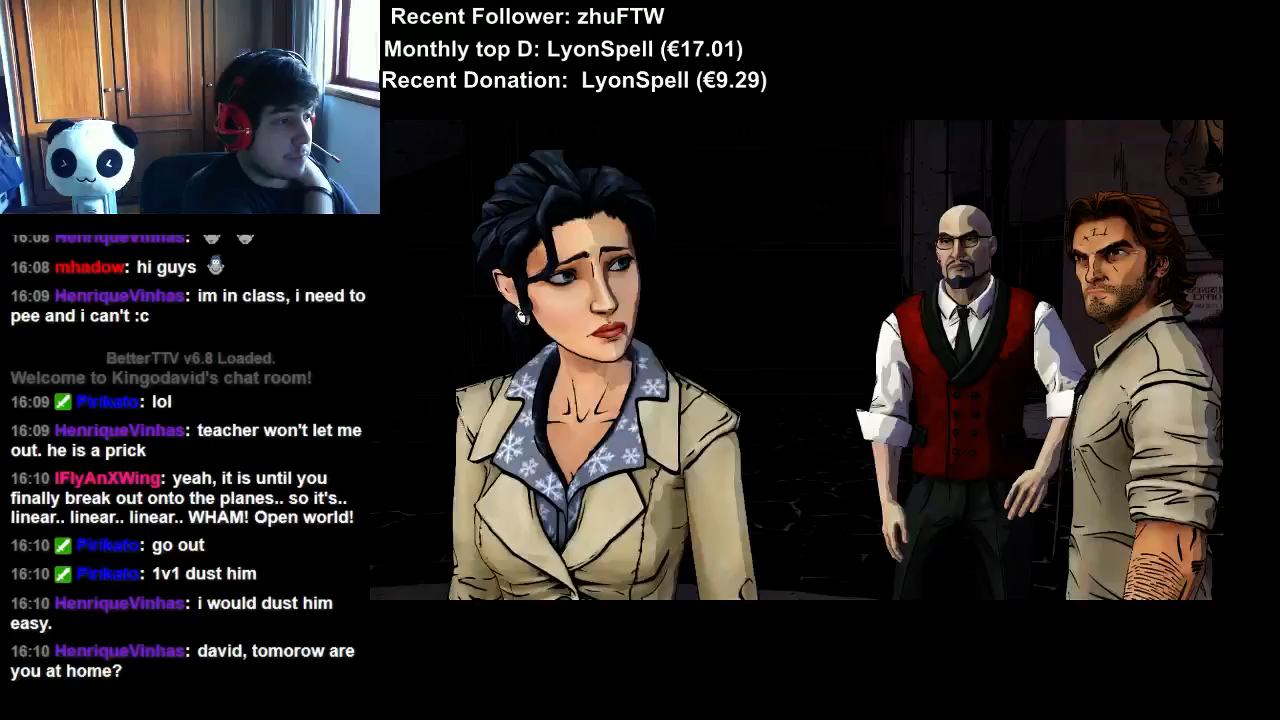 Recent Follower: zhuFTW
Monthly top D: LyonSpell (€17.01)
Recent Donation: LyonSpell (€9.29)
16:08 HenriqueVinhas:
16:08 mhadow: hi guys
16:09 HenriqueVinhas: im in class, i need to
pee and i can't :c
BetterTTV v6.8 Loaded.
Welcome to Kingodavid's chat room!
16:09 Pirikato: lol
16:09 HenriqueVinhas: teacher won't let me
out. he is a prick
16:10 IFlyAnXWing: yeah, it is until you
finally break out onto the planes.. so it's..
linear.. linear.. linear.. WHAM! Open world!
16:10 Pirikato: go out
16:10 Pirikato: 1v1 dust him
16:10 HenriqueVinhas: i would dust him
easy.
16:10 HenriqueVinhas: david, tomorow are
you at home?